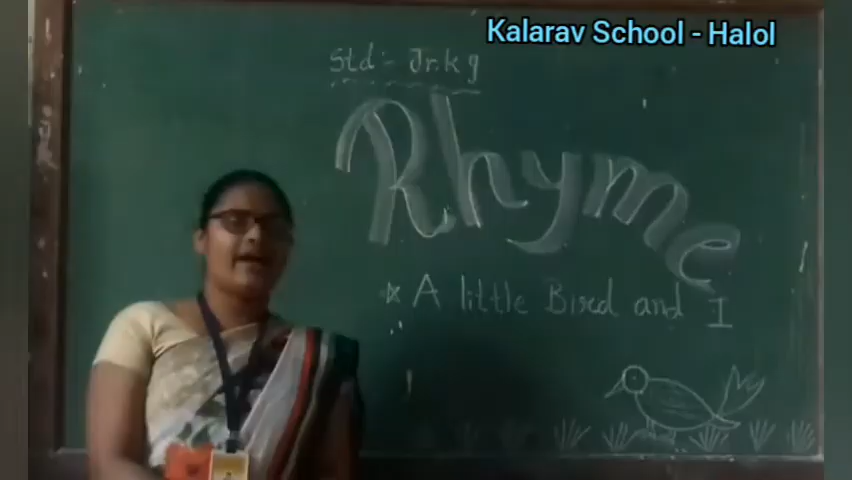 Kalarav School - Halol
Std :- Jr. kg
Rhyme
* A little Bird and I